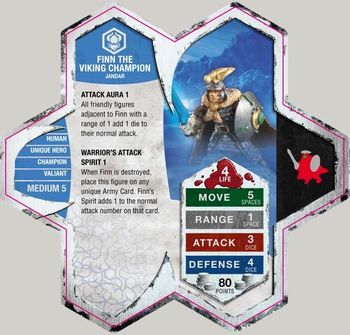 FINN THE
VIKING CHAMPION
JANDAR
HUMAN
UNIQUE HERO
CHAMPION
VALIANT
MEDIUM 5
ATTACK AURA 1
All friendly figures
adjacent to Finn with a
range of 1 add 1 die to
their normal attack.
WARRIOR'S ATTACK
SPIRIT 1
When Finn is destroyed,
place this figure on any
unique Army Card. Finn's
Spirit adds 1 to the normal
attack number on that card.
4
LIFE
MOVE 5
SPACES
RANGE 1
SPACE
ATTACK 3
DICE
DEFENSE 4
DICE
80
POINTS